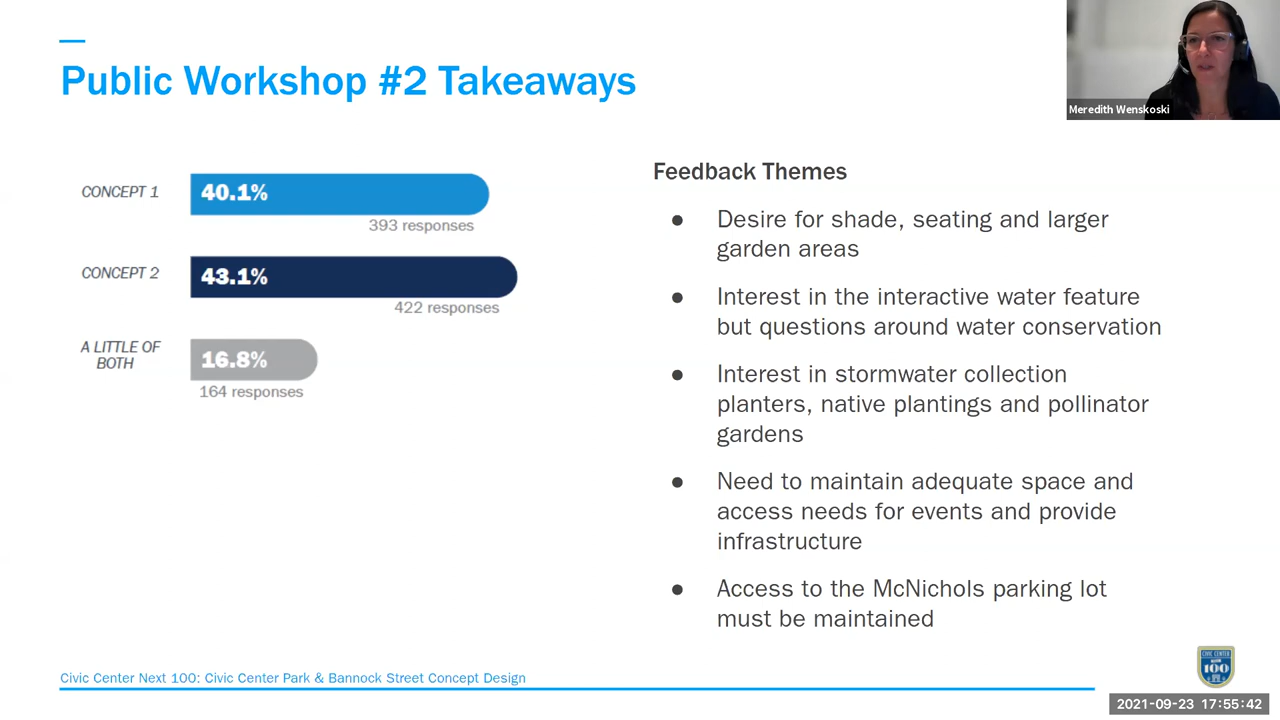 Public Workshop #2 Takeaways
Meredith Wenskoski
CONCEPT 1
40.1%
393 responses
CONCEPT 2
43.1%
422 responses
A LITTLE OF
BOTH
16.8%
164 responses
Feedback Themes
● Desire for shade, seating and larger
garden areas
● Interest in the interactive water feature
but questions around water conservation
● Interest in stormwater collection
planters, native plantings and pollinator
gardens
● Need to maintain adequate space and
access needs for events and provide
infrastructure
● Access to the McNichols parking lot
must be maintained
Civic Center Next 100: Civic Center Park & Bannock Street Concept Design
CIVIC CENTER
100
2021-09-23 17:55:42